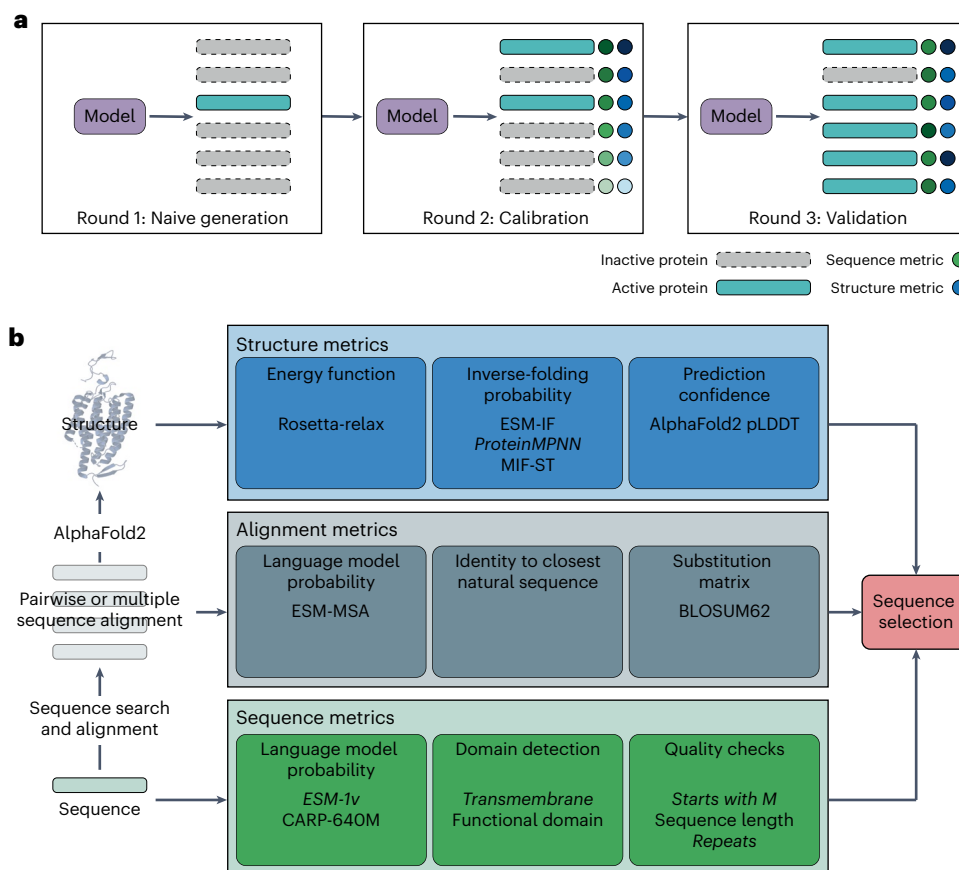 a
Model
Round 1: Naive generation
Model
Round 2: Calibration
Model
Round 3: Validation
Inactive protein
Sequence metric
Active protein
Structure metric
b
Structure
AlphaFold2
Pairwise or multiple
sequence alignment
Sequence search
and alignment
Sequence
Structure metrics
Energy function
Rosetta-relax
Inverse-folding
probability
ESM-IF
ProteinMPNN
MIF-ST
Prediction
confidence
AlphaFold2 pLDDT
Alignment metrics
Language model
probability
ESM-MSA
Identity to closest
natural sequence
Substitution
matrix
BLOSUM62
Sequence metrics
Language model
probability
ESM-1v
CARP-640M
Domain detection
Transmembrane
Functional domain
Quality checks
Starts with M
Sequence length
Repeats
Sequence
selection